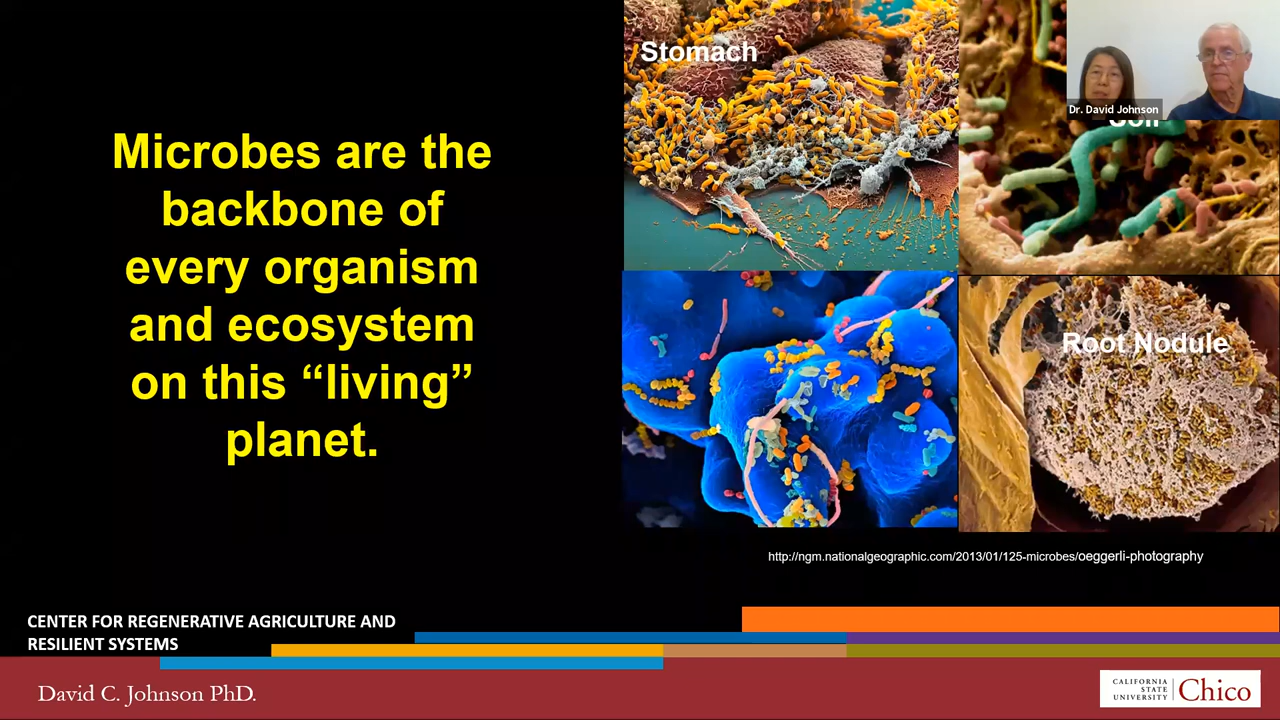 Microbes are the
backbone of
every organism
and ecosystem
on this “living”
planet.
Stomach
Dr. David Johnson
Soil
Root Nodule
http://ngm.nationalgeographic.com/2013/01/125-microbes/oeggerli-photography
CENTER FOR REGENERATIVE AGRICULTURE AND
RESILIENT SYSTEMS
David C. Johnson PhD.
CALIFORNIA
STATE
UNIVERSITY
Chico